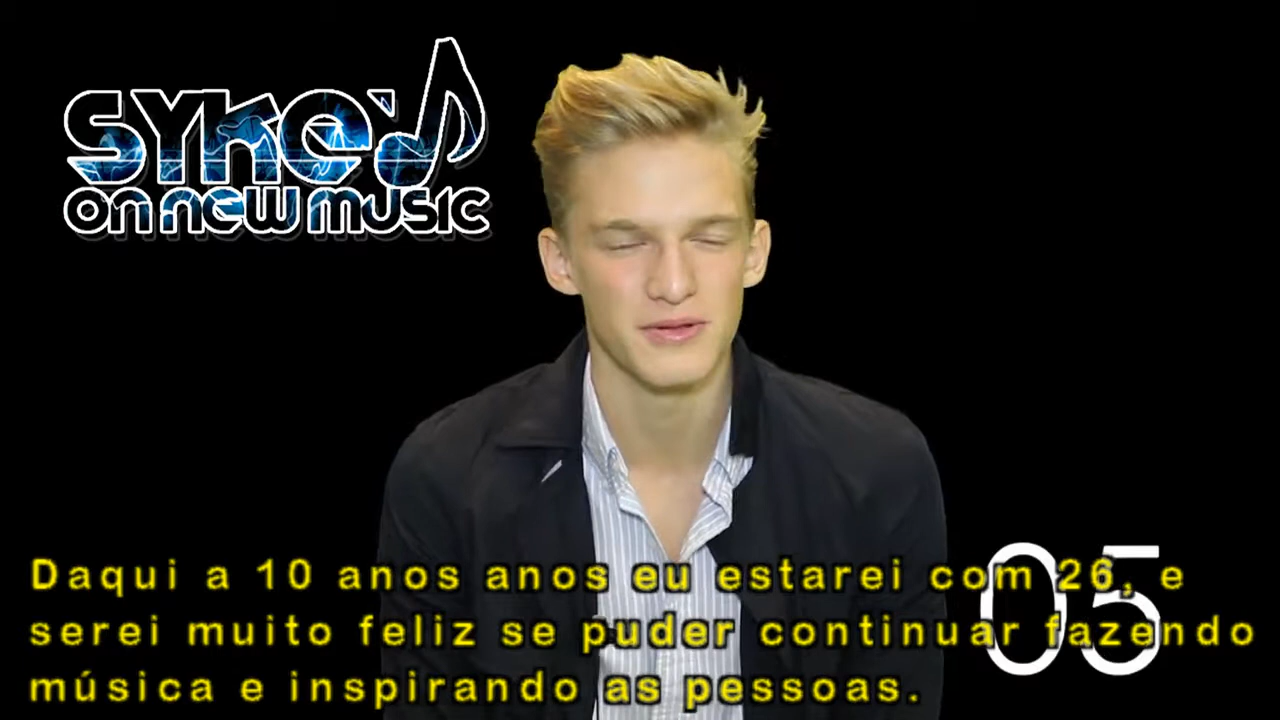 SYKE'
ON NEW MUSIC
Daqui a 10 anos anos eu estarei com 26, e
serei muito feliz se puder continuar fazendo
música e inspirando as pessoas.
05